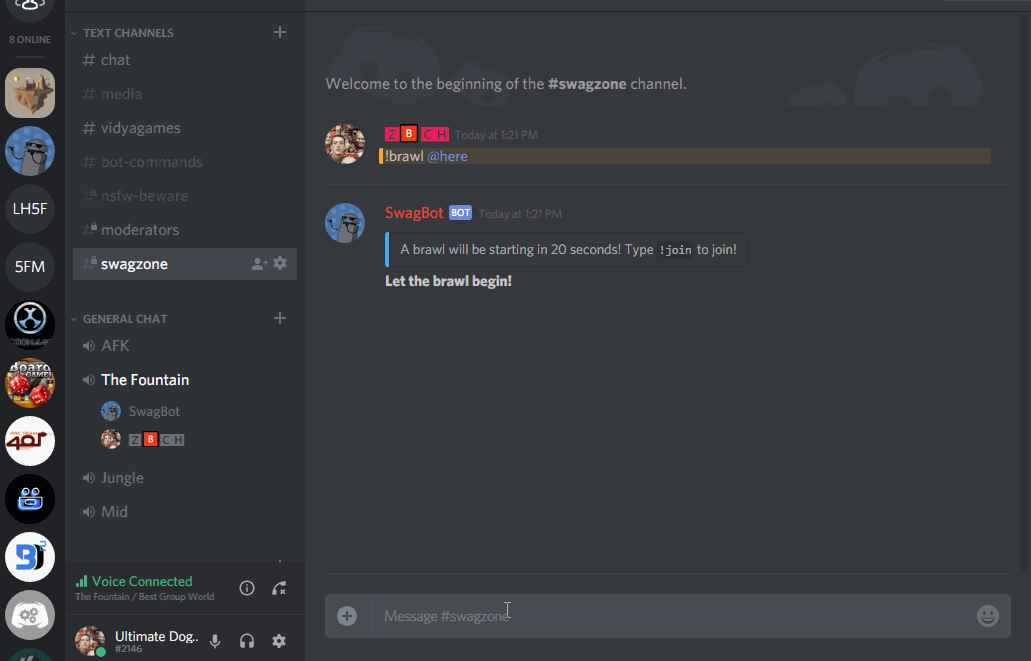 8 ONLINE
LH5F
5FM
TEXT CHANNELS
# chat
# media
# vidyagames
# bot-commands
# nsfw-beware
# moderators
# swagzone
GENERAL CHAT
AFK
The Fountain
SwagBot
Z B C H
Jungle
Mid
Voice Connected
The Fountain / Best Group World
Ultimate Dog..
#2146
Welcome to the beginning of the #swagzone channel.
Z B C H Today at 1:21 PM
!brawl @here
SwagBot BOT Today at 1:21 PM
A brawl will be starting in 20 seconds! Type !join to join!
Let the brawl begin!
Message #swagzone